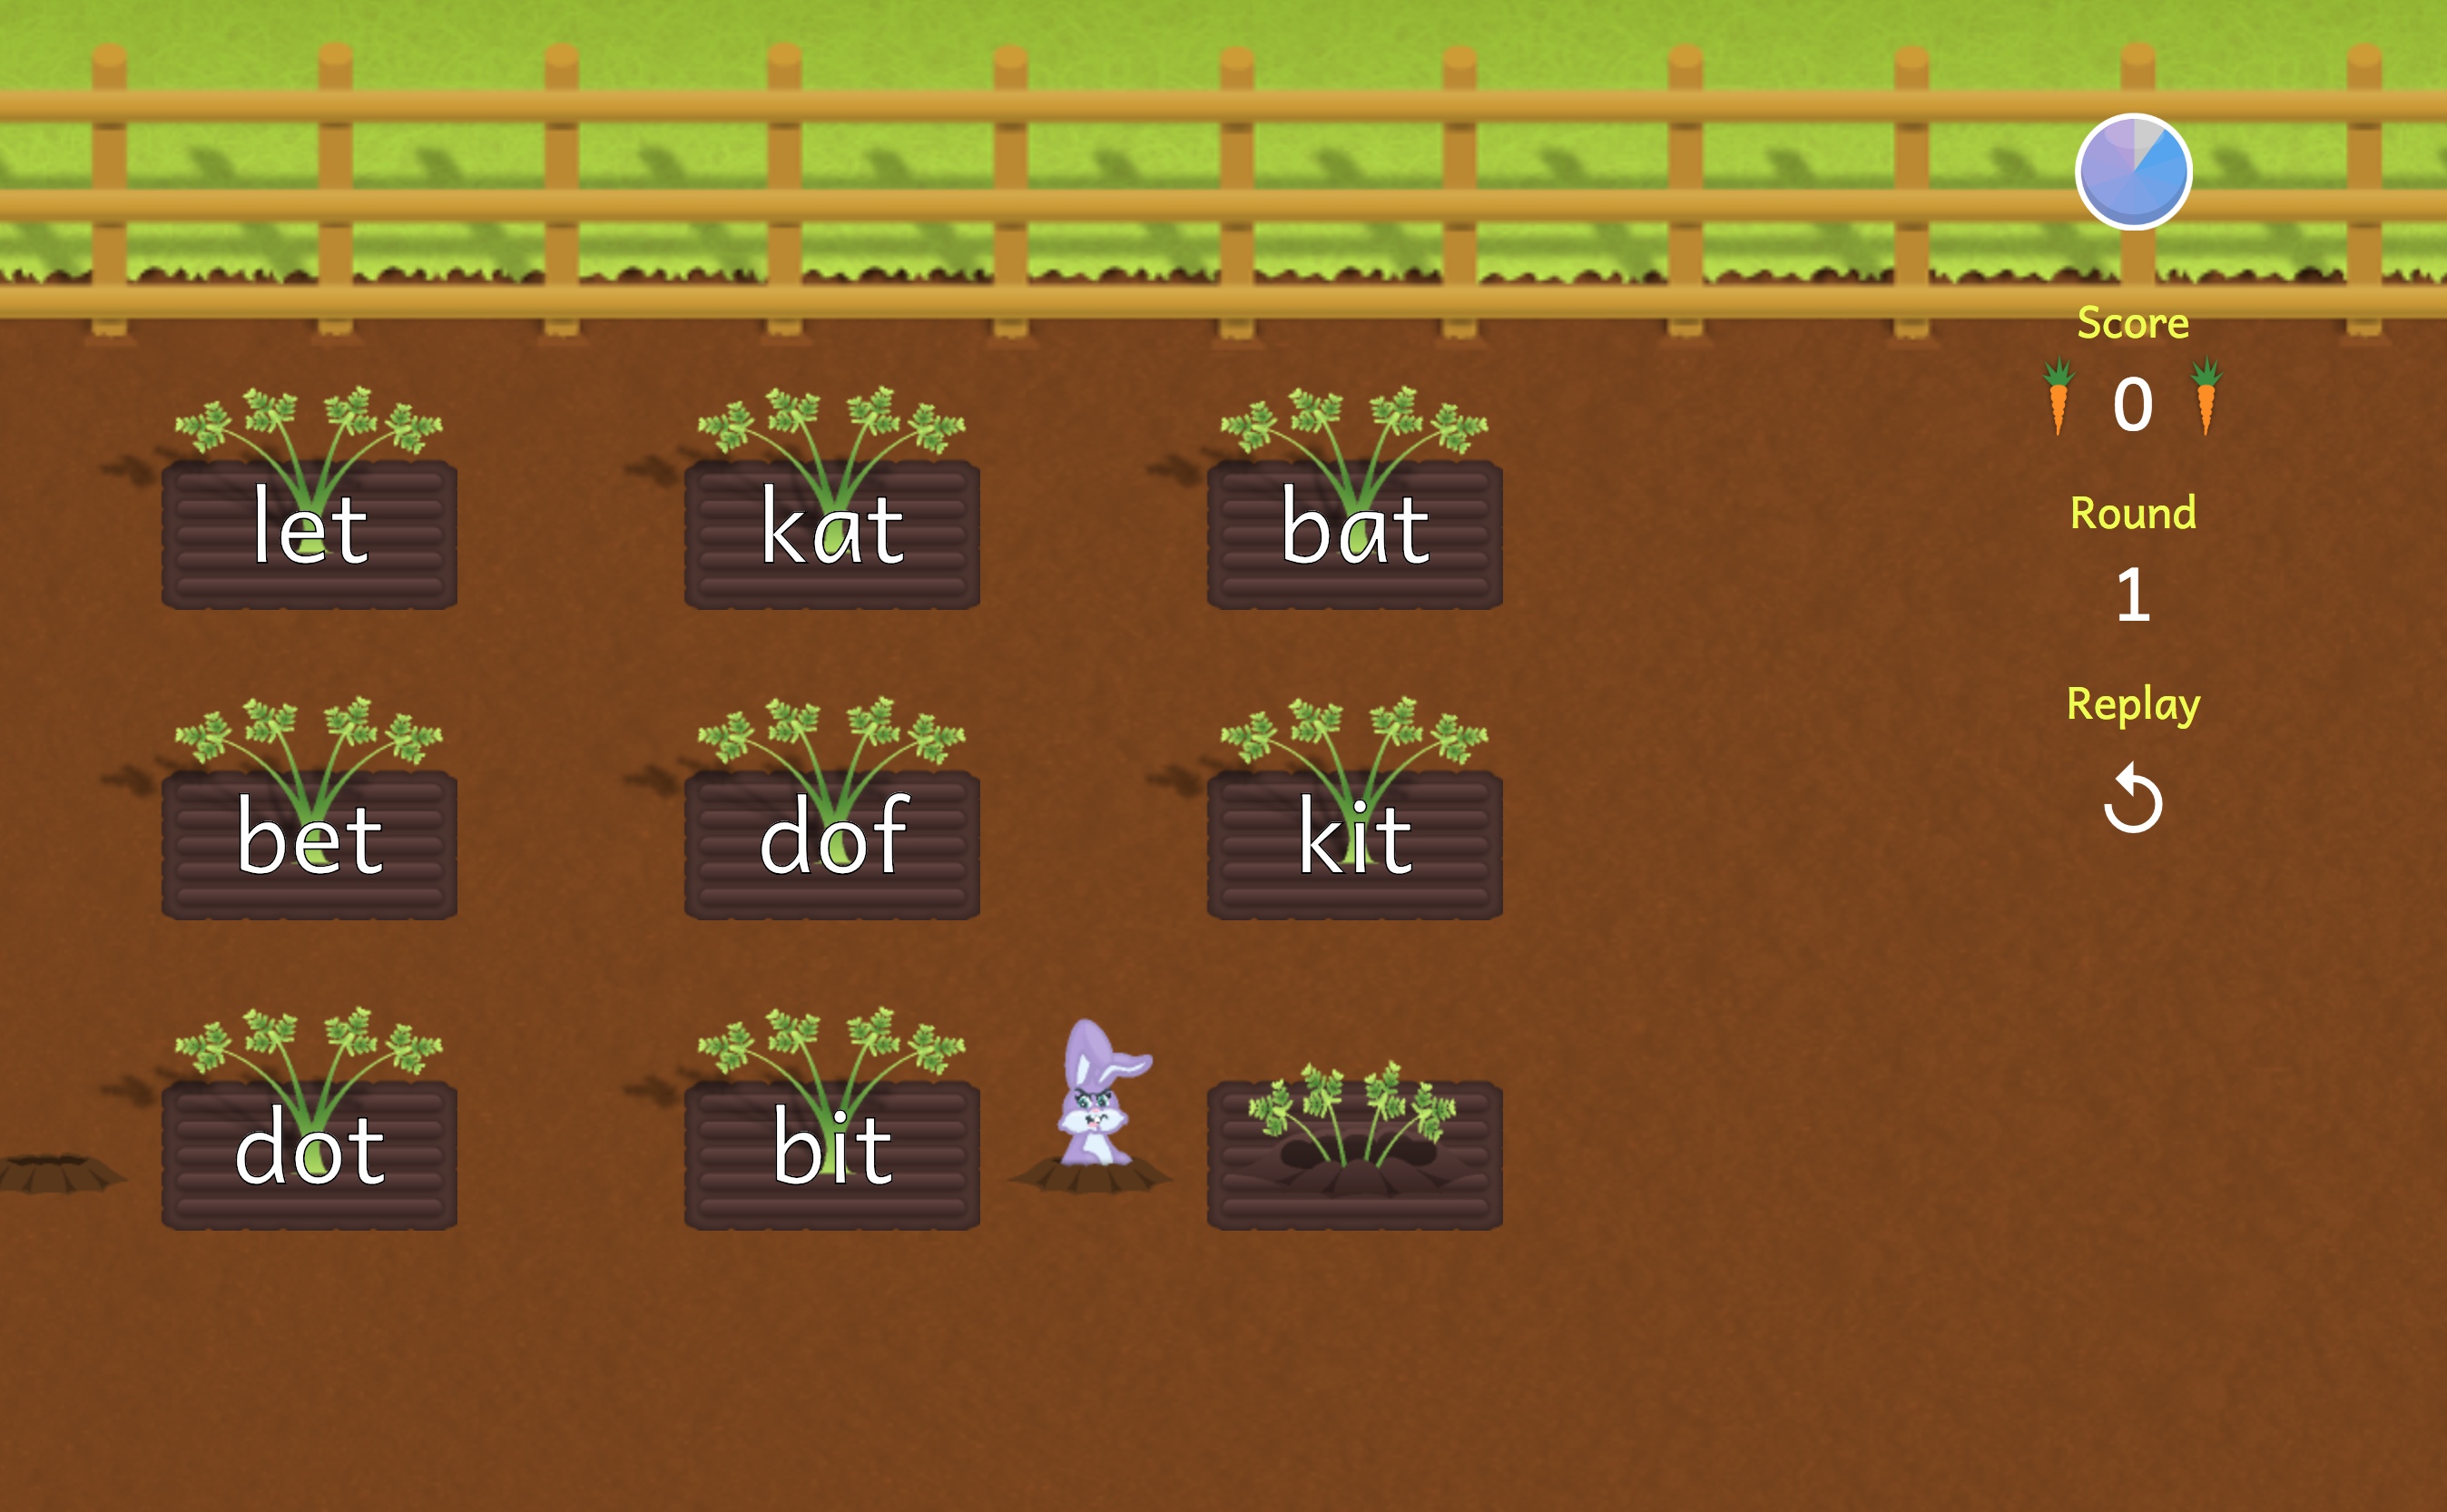 let kat bat
bet dof kit
dot bit
Score
0
Round
1
Replay